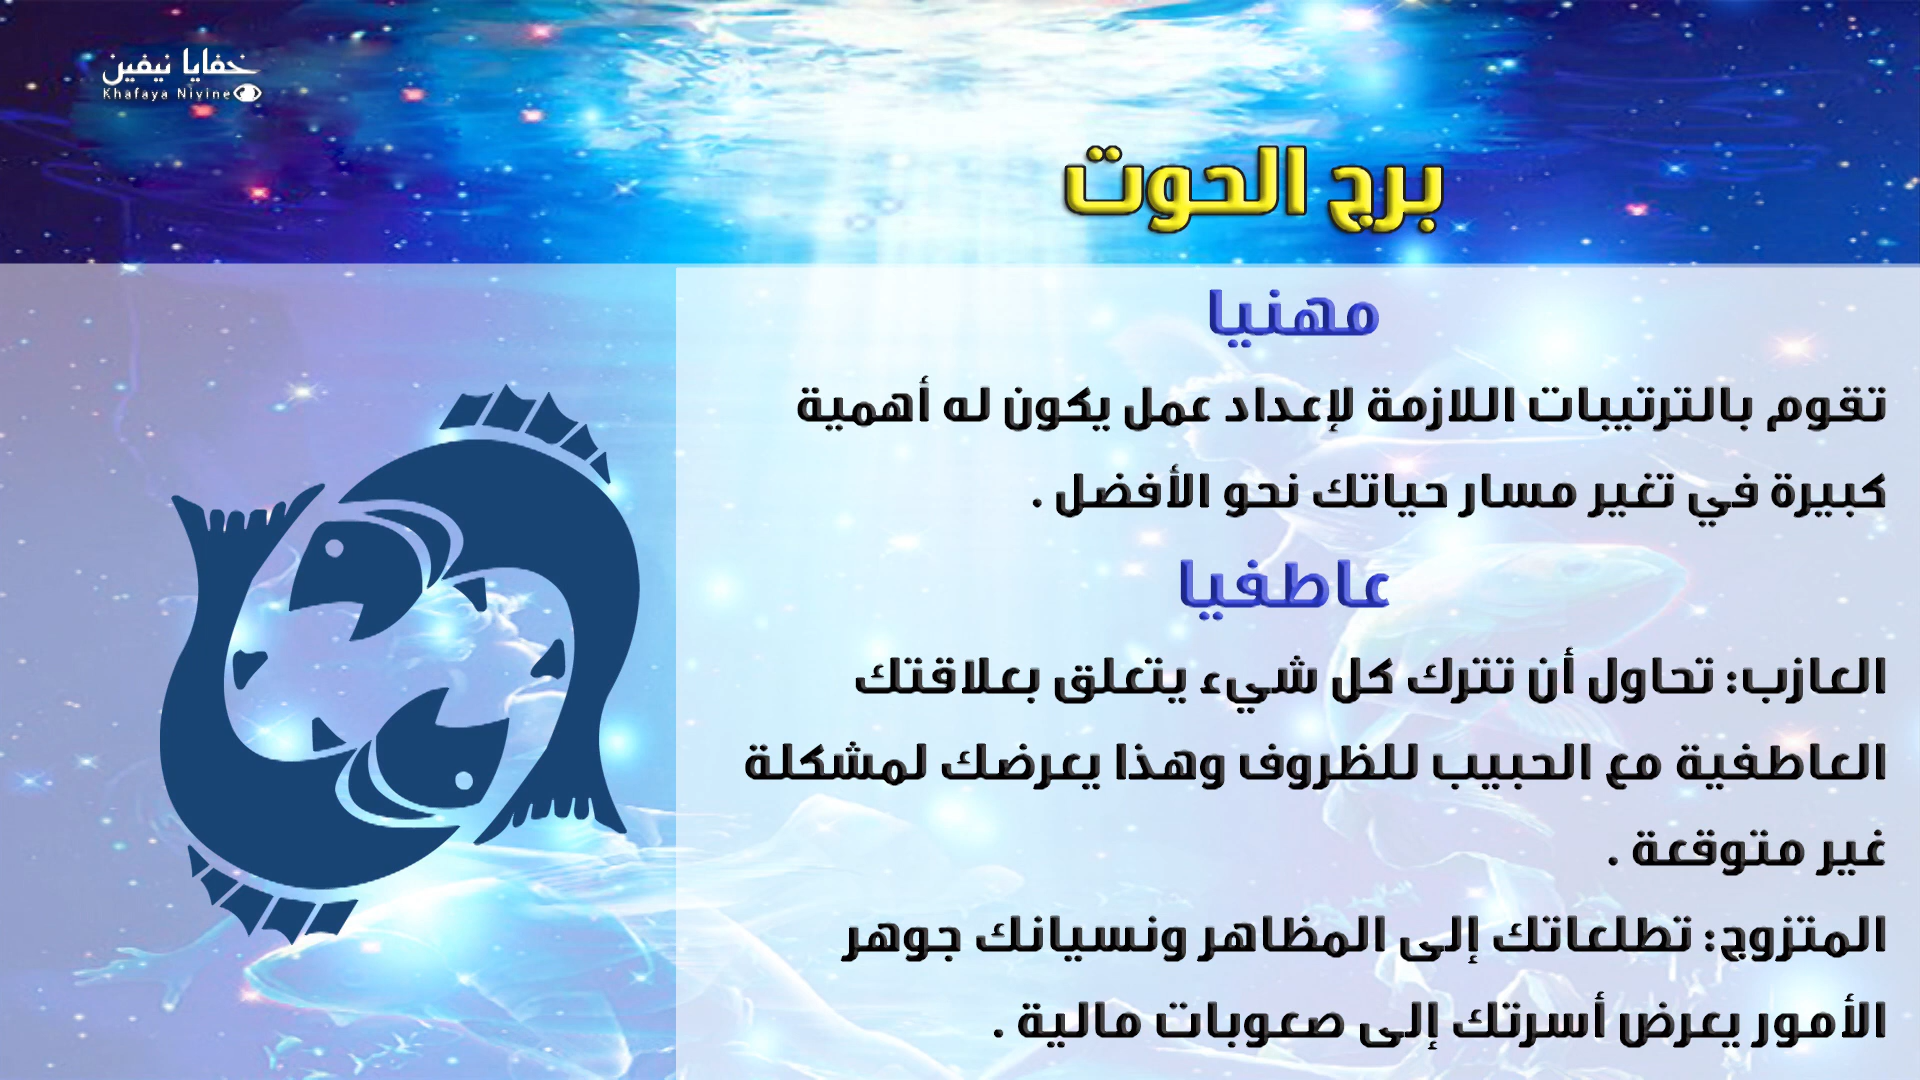 خفايا نيفين
Khafaya Nivine
برج الحوت
مهنيا
تقوم بالترتيبات اللازمة لإعداد عمل يكون له أهمية
كبيرة في تغير مسار حياتك نحو الأفضل .
عاطفيا
العازب: تحاول أن تترك كل شيء يتعلق بعلاقتك
العاطفية مع الحبيب للظروف وهذا يعرضك لمشكلة
غير متوقعة .
المتزوج: تطلعاتك إلى المظاهر ونسيانك جوهر
الأمور يعرض أسرتك إلى صعوبات مالية .